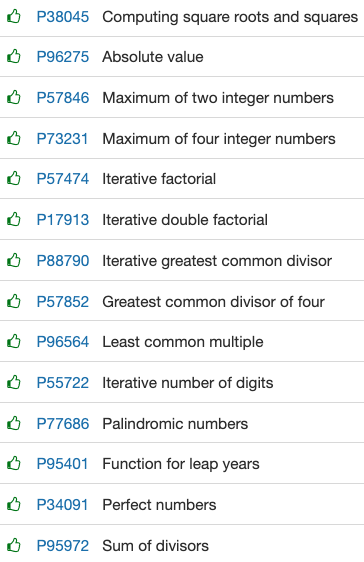 P38045 Computing square roots and squares
P96275 Absolute value
P57846 Maximum of two integer numbers
P73231 Maximum of four integer numbers
P57474 Iterative factorial
P17913 Iterative double factorial
P88790 Iterative greatest common divisor
P57852 Greatest common divisor of four
P96564 Least common multiple
P55722 Iterative number of digits
P77686 Palindromic numbers
P95401 Function for leap years
P34091 Perfect numbers
P95972 Sum of divisors